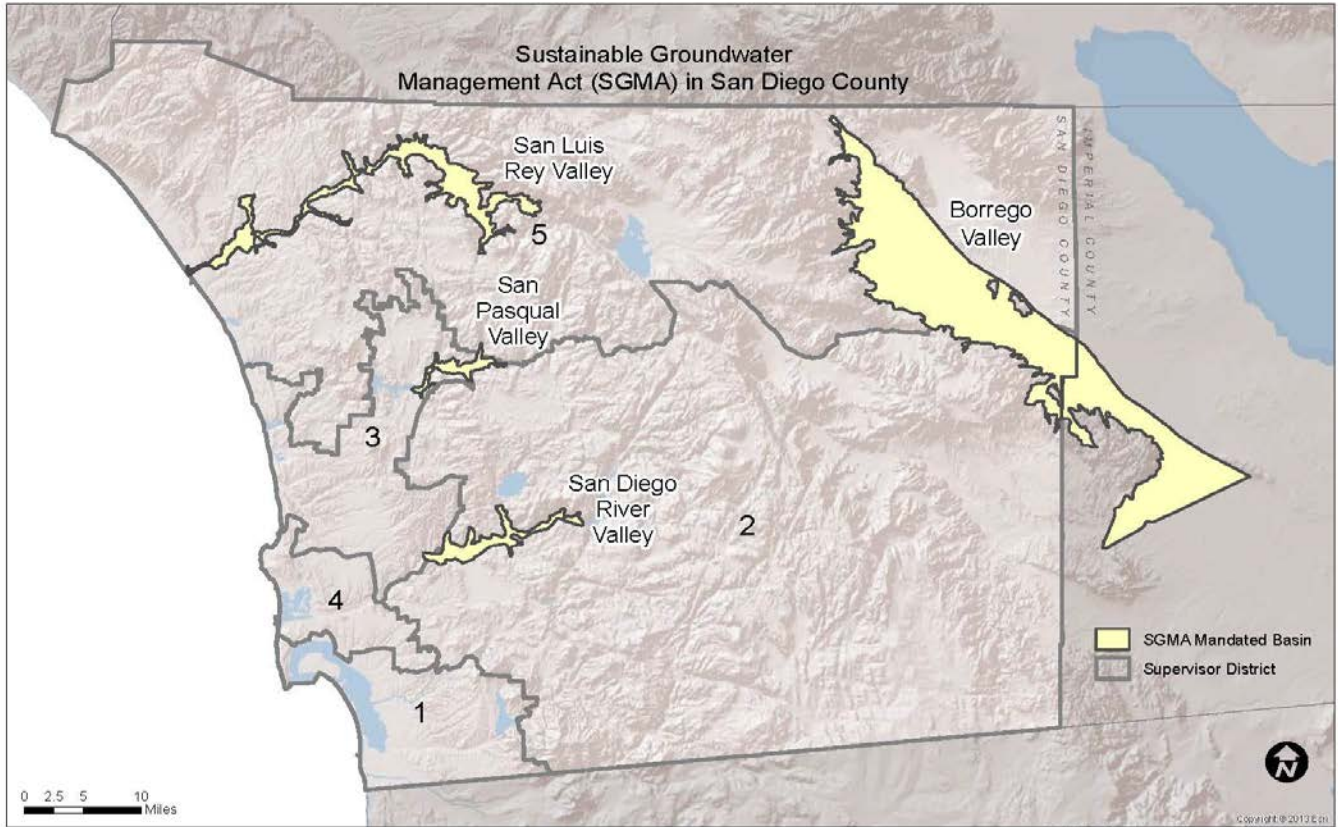 Sustainable Groundwater
Management Act (SGMA) in San Diego County
San Luis
Rey Valley
5
San
Pasqual
Valley
Borrego
Valley
SAN DIEGO COUNTY
IMPERIAL COUNTY
3
San Diego
River
Valley
2
4
1
SGMA Mandated Basin
Supervisor District
0 2.5 5 10
Miles
N
Copyright:© 2013 Esri